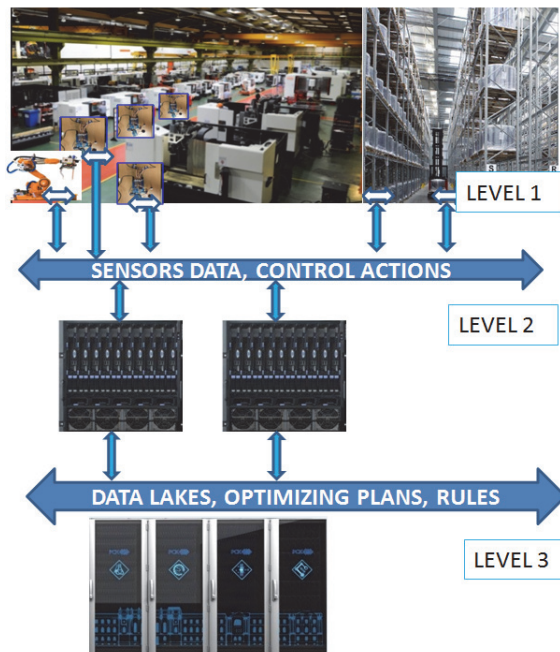 S
R
LEVEL 1
SENSORS DATA, CONTROL ACTIONS
LEVEL 2
DATA LAKES, OPTIMIZING PLANS, RULES
LEVEL 3